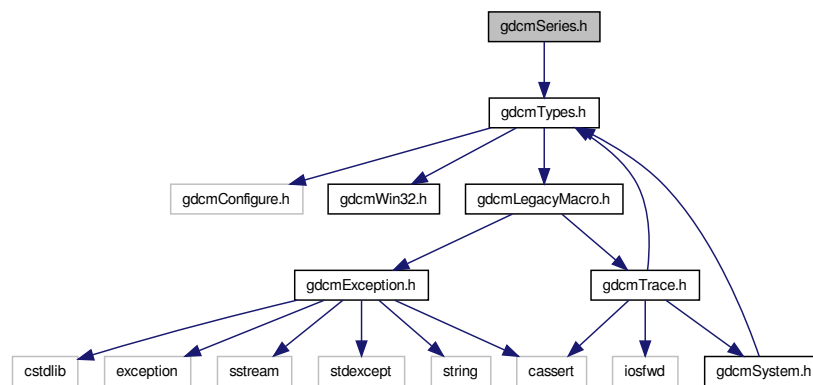 gdcmSeries.h
gdcmTypes.h
gdcmConfigure.h
gdcmWin32.h
gdcmLegacyMacro.h
gdcmException.h
gdcmTrace.h
cstdlib
exception
sstream
stdexcept
string
cassert
iosfwd
gdcmSystem.h